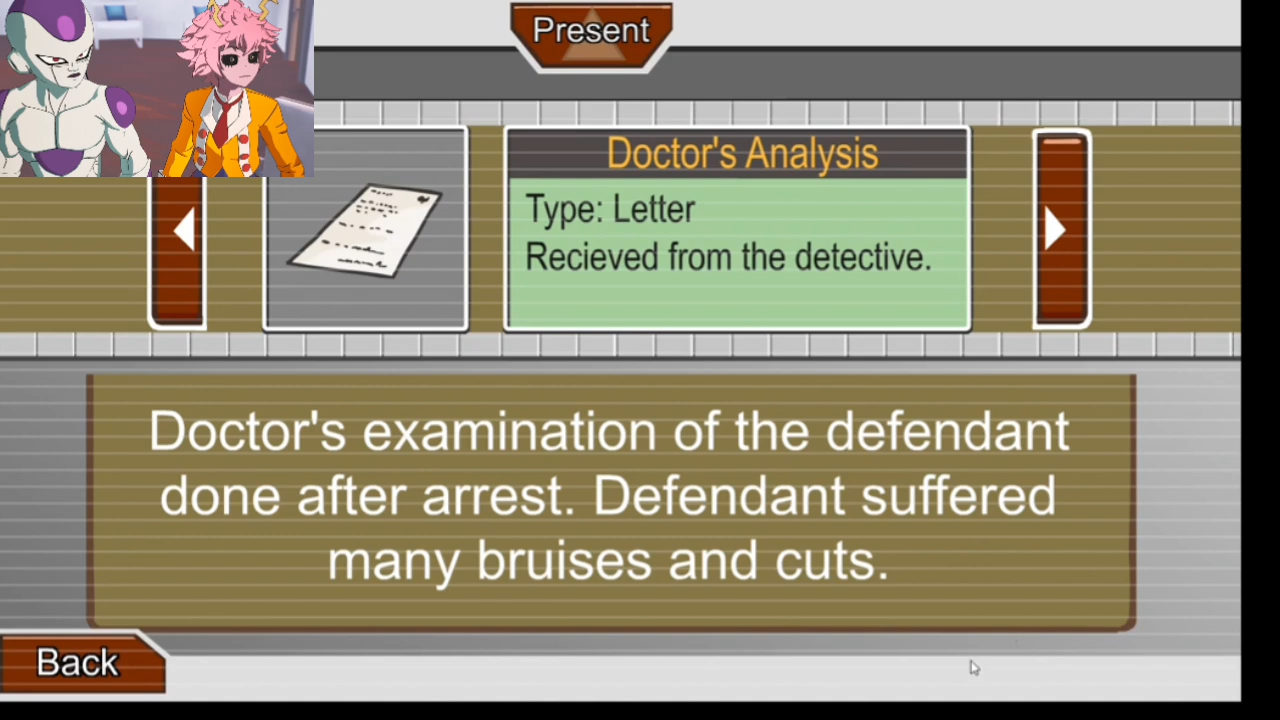 Present
Doctor's Analysis
Type: Letter
Recieved from the detective.
Doctor's examination of the defendant
done after arrest. Defendant suffered
many bruises and cuts.
Back